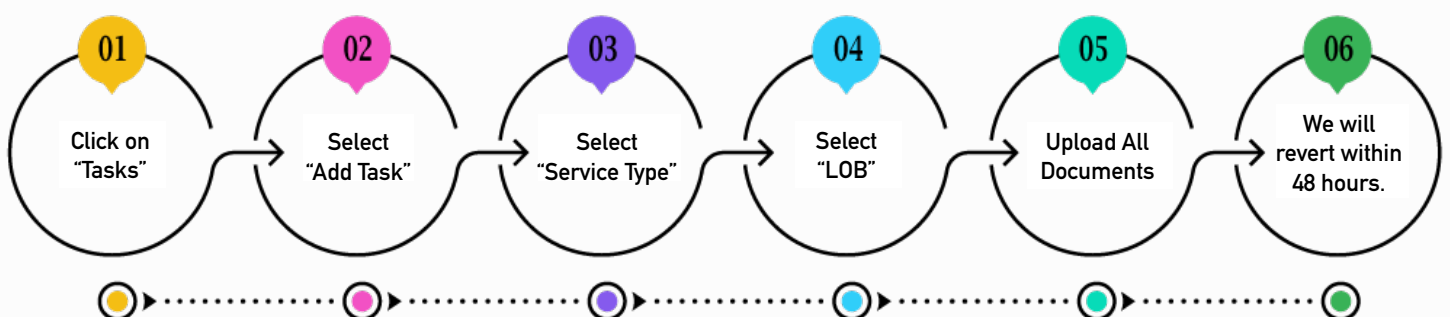 01
Click on
“Tasks”
02
Select
“Add Task”
03
Select
“Service Type”
04
Select
“LOB”
05
Upload All
Documents
06
We will
revert within
48 hours.